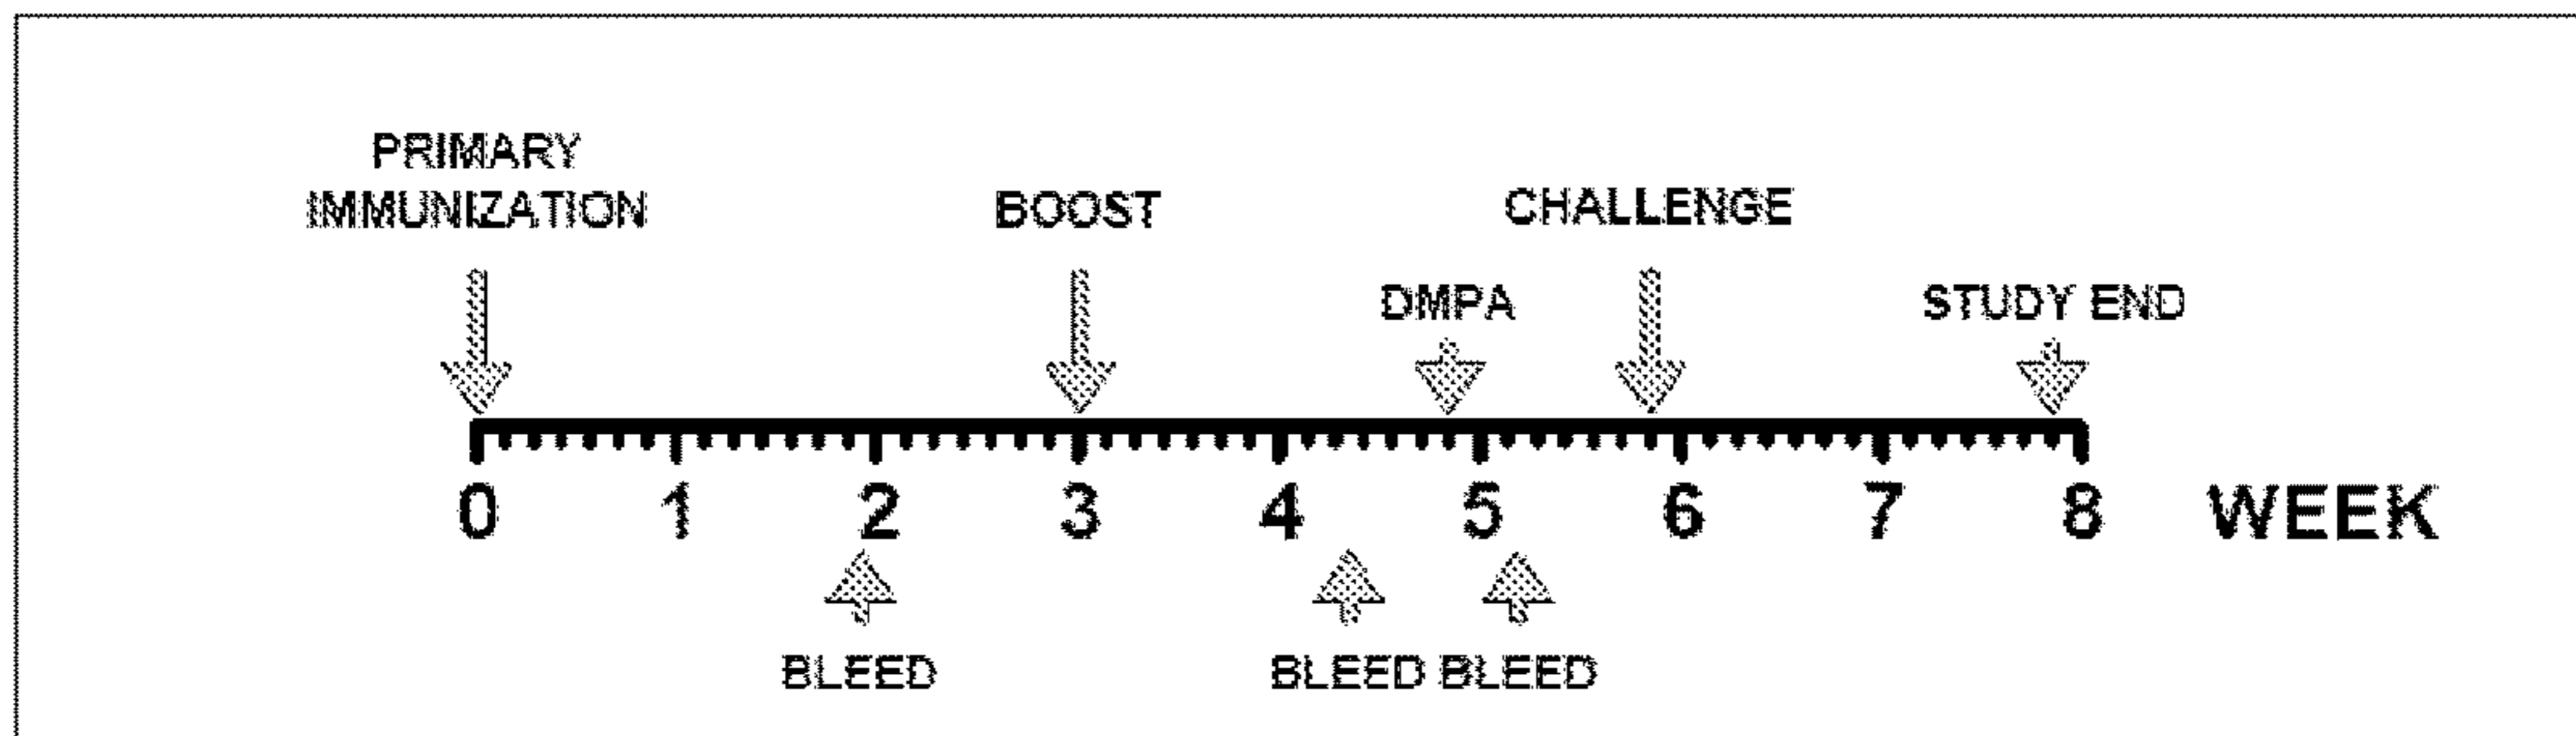 PRIMARY
IMMUNIZATION
BOOST
CHALLENGE
DMPA
STUDY END
0 1 2 3 4 5 6 7 8 WEEK
BLEED BLEED BLEED